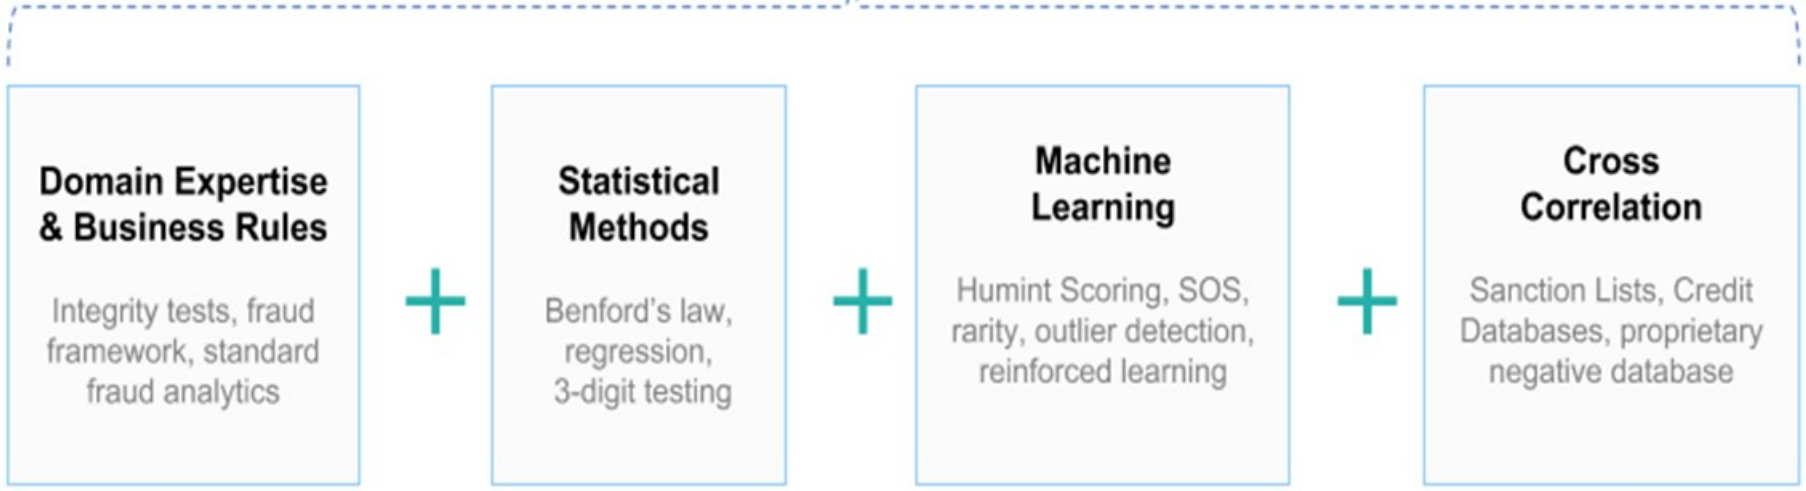 Domain Expertise
& Business Rules
Integrity tests, fraud
framework, standard
fraud analytics
Statistical
Methods
Benford's law,
regression,
3-digit testing
Machine
Learning
Humint Scoring, SOS,
rarity, outlier detection,
reinforced learning
Cross
Correlation
Sanction Lists, Credit
Databases, proprietary
negative database